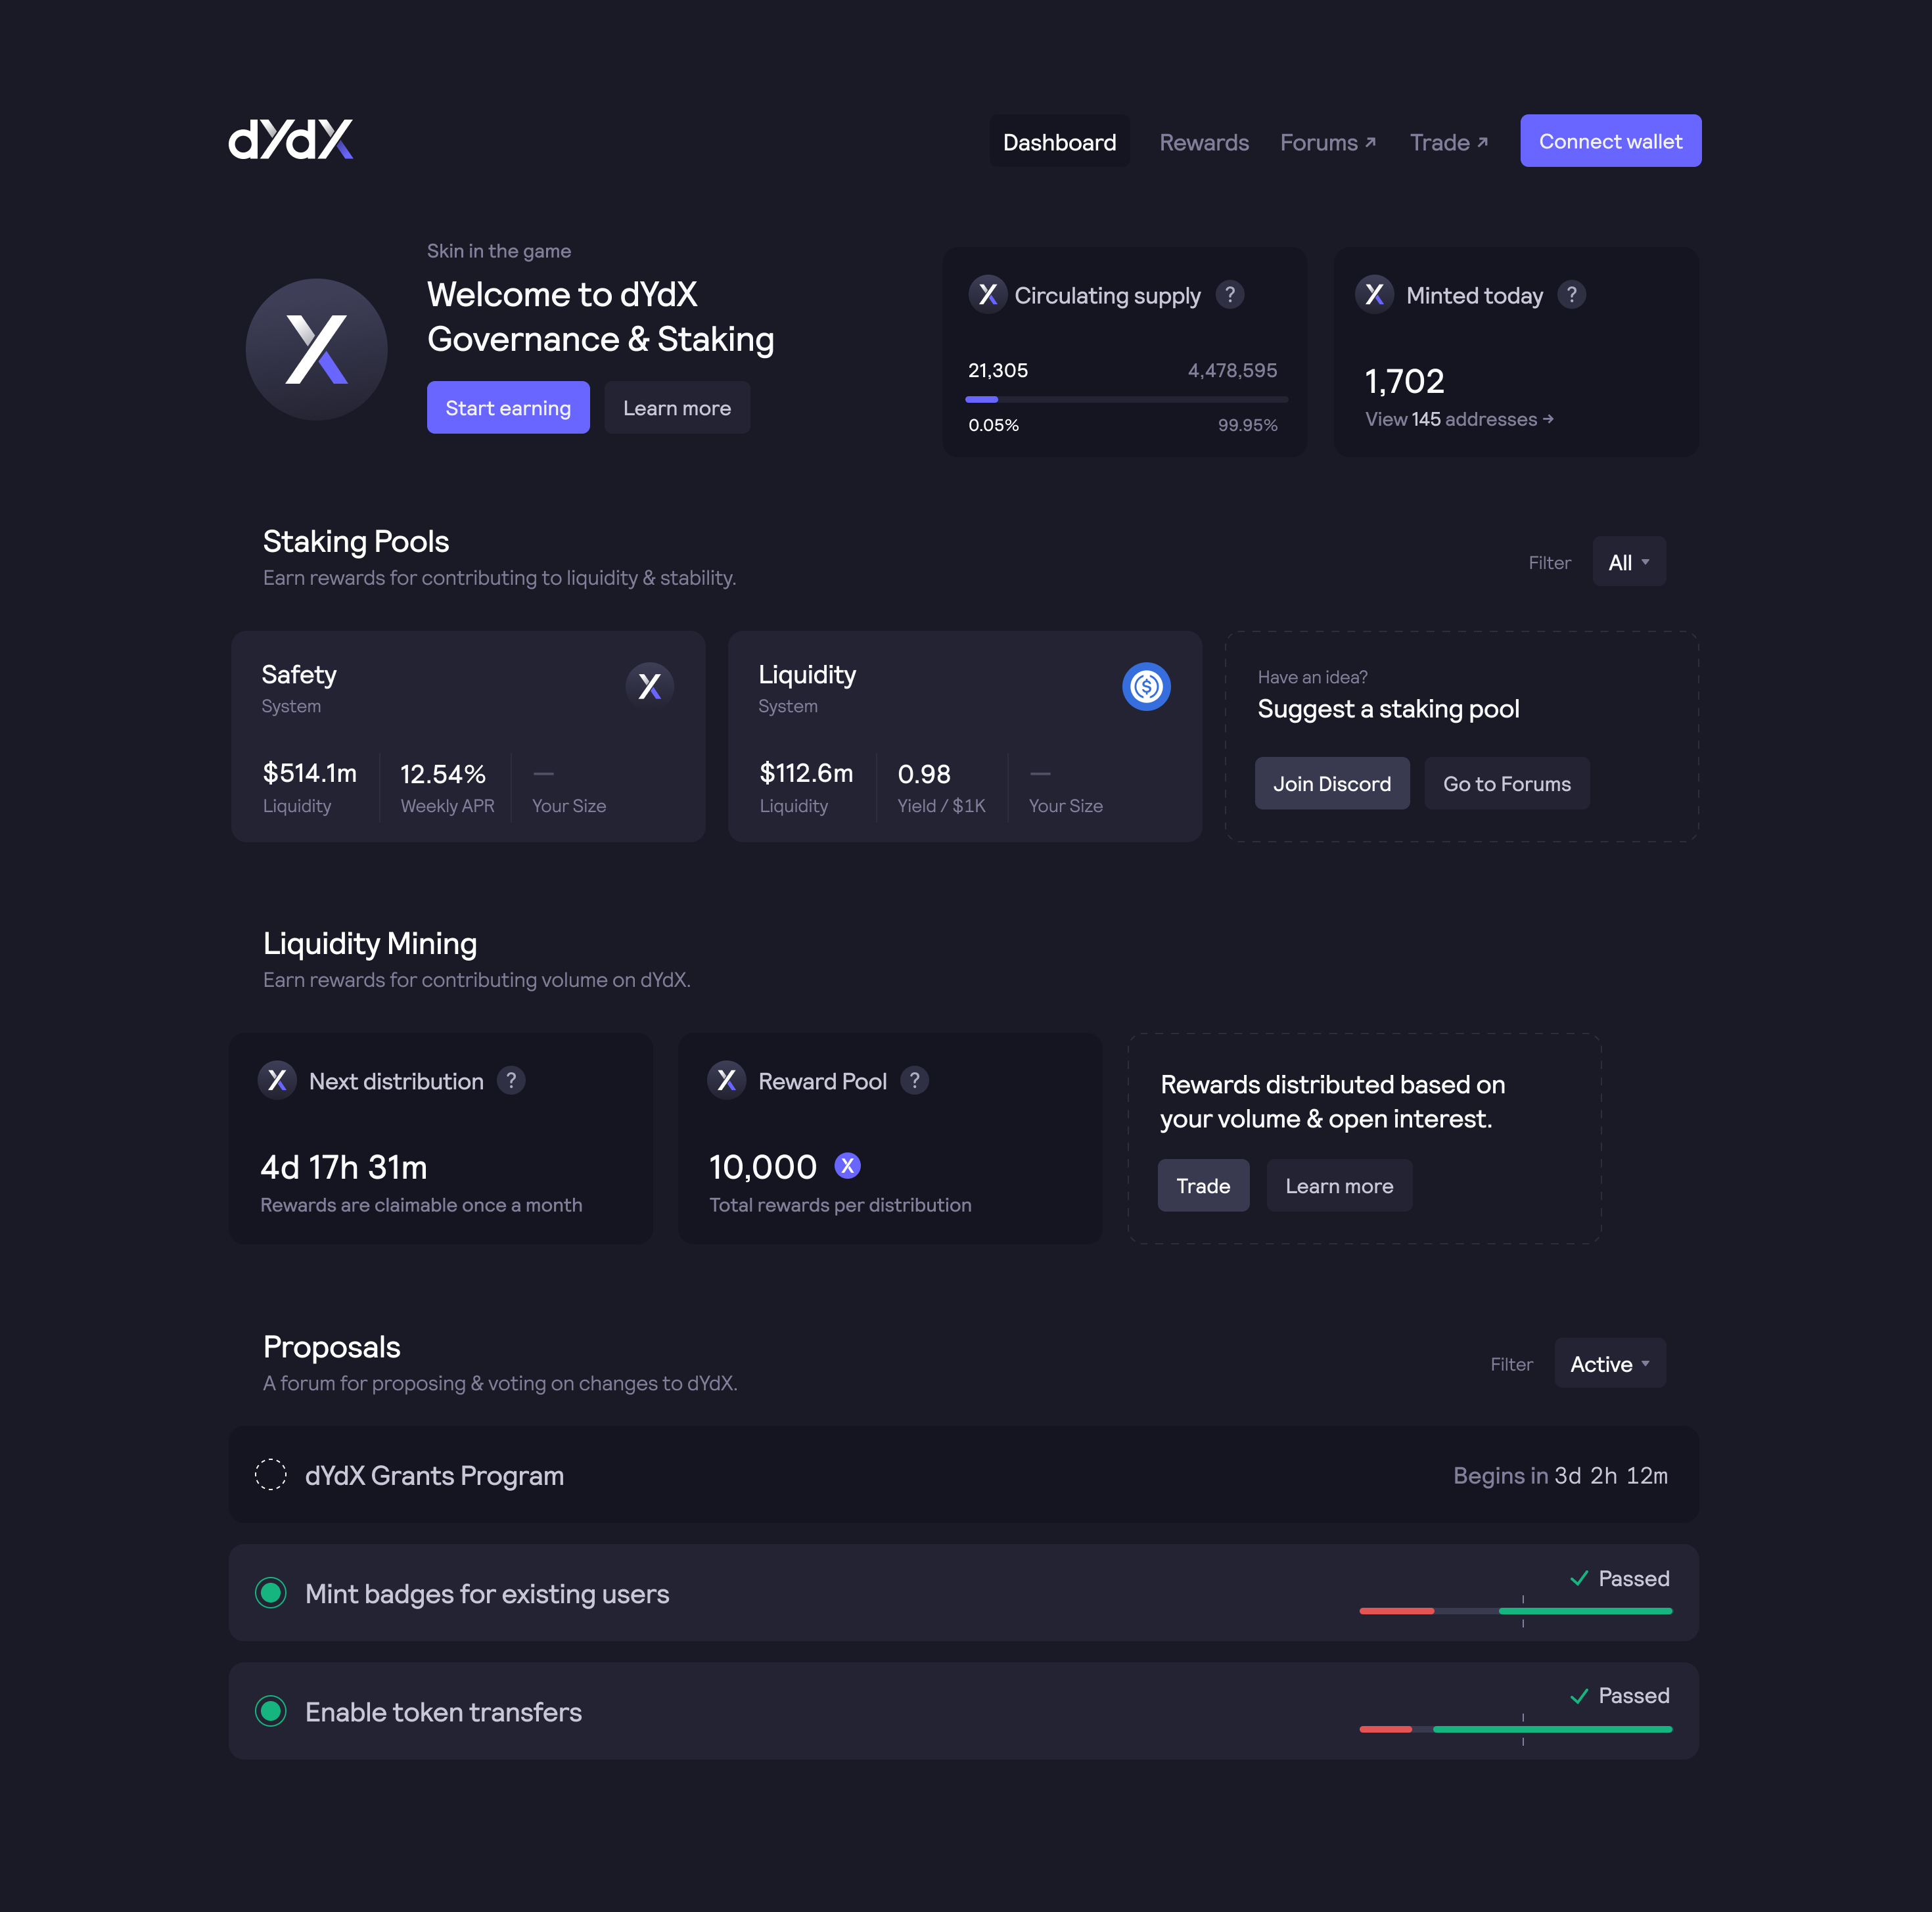 dYdX
Dashboard
Rewards
Forums ↗
Trade ↗
Connect wallet
Skin in the game
Welcome to dYdX
Governance & Staking
Start earning
Learn more
Circulating supply ?
21,305
4,478,595
0.05%
99.95%
Minted today ?
1,702
View 145 addresses →
Staking Pools
Earn rewards for contributing to liquidity & stability.
Filter
All
Safety
System
$514.1m
Liquidity
12.54%
Weekly APR
—
Your Size
Liquidity
System
$112.6m
Liquidity
0.98
Yield / $1K
—
Your Size
Have an idea?
Suggest a staking pool
Join Discord
Go to Forums
Liquidity Mining
Earn rewards for contributing volume on dYdX.
Next distribution ?
4d 17h 31m
Rewards are claimable once a month
Reward Pool ?
10,000
Total rewards per distribution
Rewards distributed based on
your volume & open interest.
Trade
Learn more
Proposals
A forum for proposing & voting on changes to dYdX.
Filter
Active
dYdX Grants Program
Begins in 3d 2h 12m
Mint badges for existing users
Passed
Enable token transfers
Passed